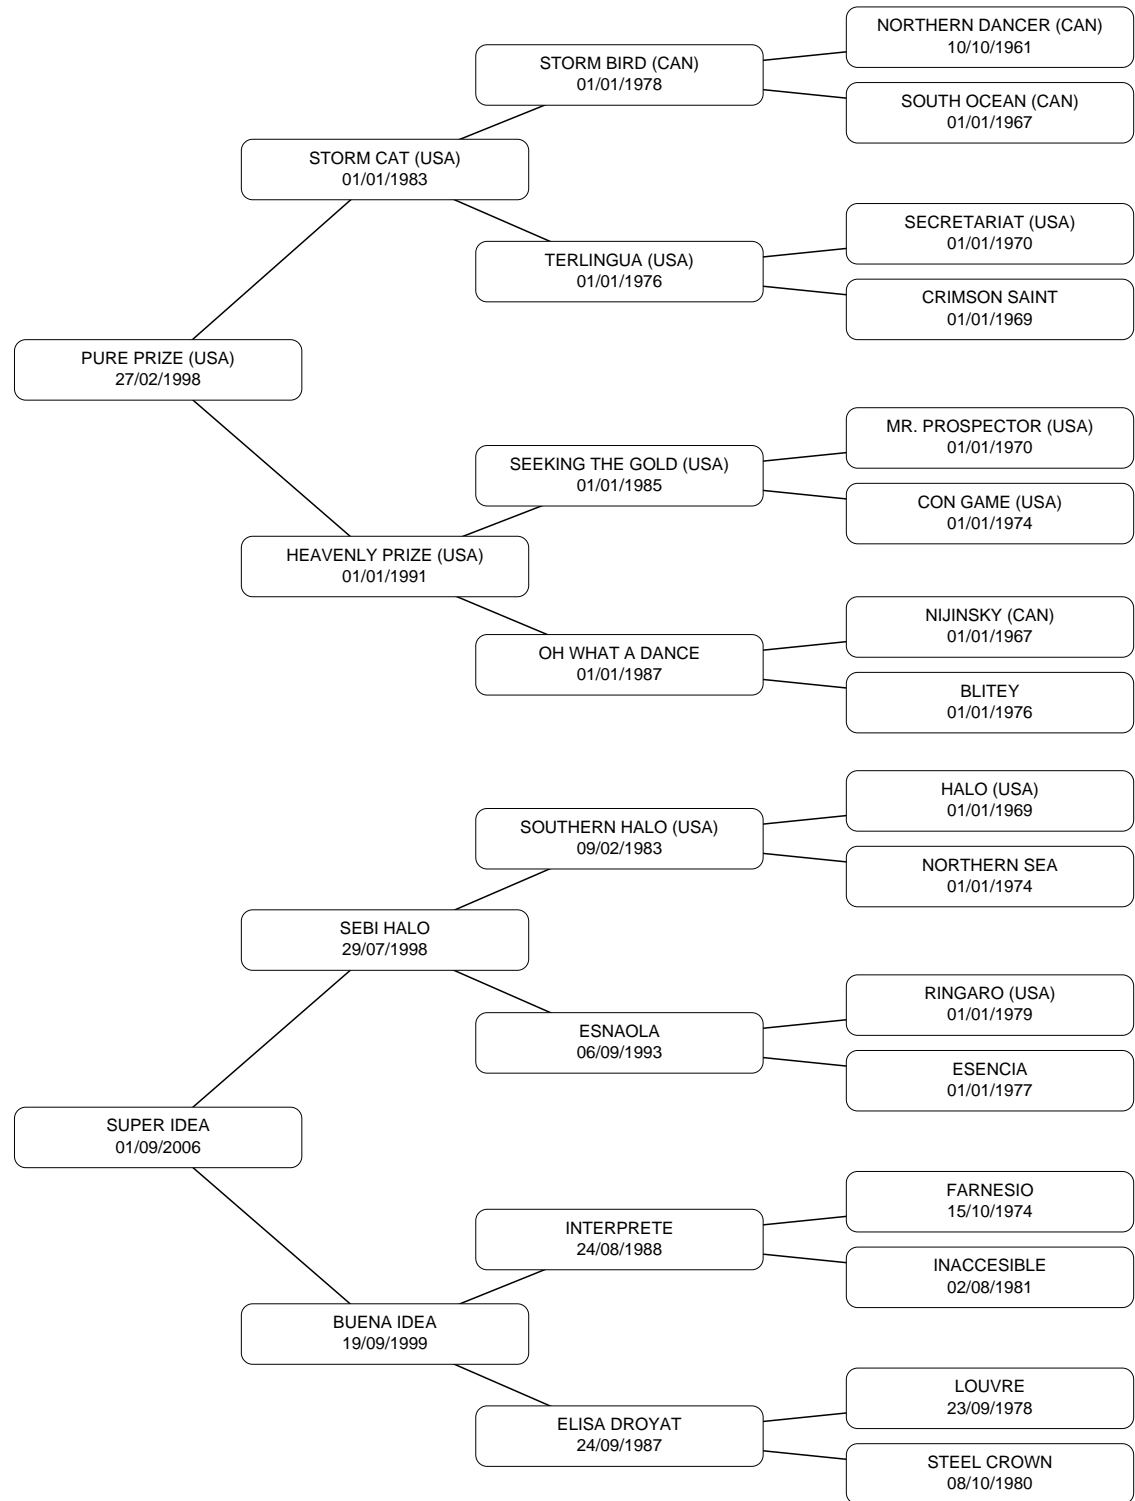 NORTHERN DANCER (CAN)
10/10/1961
STORM BIRD (CAN)
01/01/1978
SOUTH OCEAN (CAN)
01/01/1967
STORM CAT (USA)
01/01/1983
SECRETARIAT (USA)
01/01/1970
TERLINGUA (USA)
01/01/1976
CRIMSON SAINT
01/01/1969
PURE PRIZE (USA)
27/02/1998
MR. PROSPECTOR (USA)
01/01/1970
SEEKING THE GOLD (USA)
01/01/1985
CON GAME (USA)
01/01/1974
HEAVENLY PRIZE (USA)
01/01/1991
NIJINSKY (CAN)
01/01/1967
OH WHAT A DANCE
01/01/1987
BLITEY
01/01/1976
HALO (USA)
01/01/1969
SOUTHERN HALO (USA)
09/02/1983
NORTHERN SEA
01/01/1974
SEBI HALO
29/07/1998
RINGARO (USA)
01/01/1979
ESNAOLA
06/09/1993
ESENCIA
01/01/1977
SUPER IDEA
01/09/2006
FARNESIO
15/10/1974
INTERPRETE
24/08/1988
INACCESIBLE
02/08/1981
BUENA IDEA
19/09/1999
LOUVRE
23/09/1978
ELISA DROYAT
24/09/1987
STEEL CROWN
08/10/1980